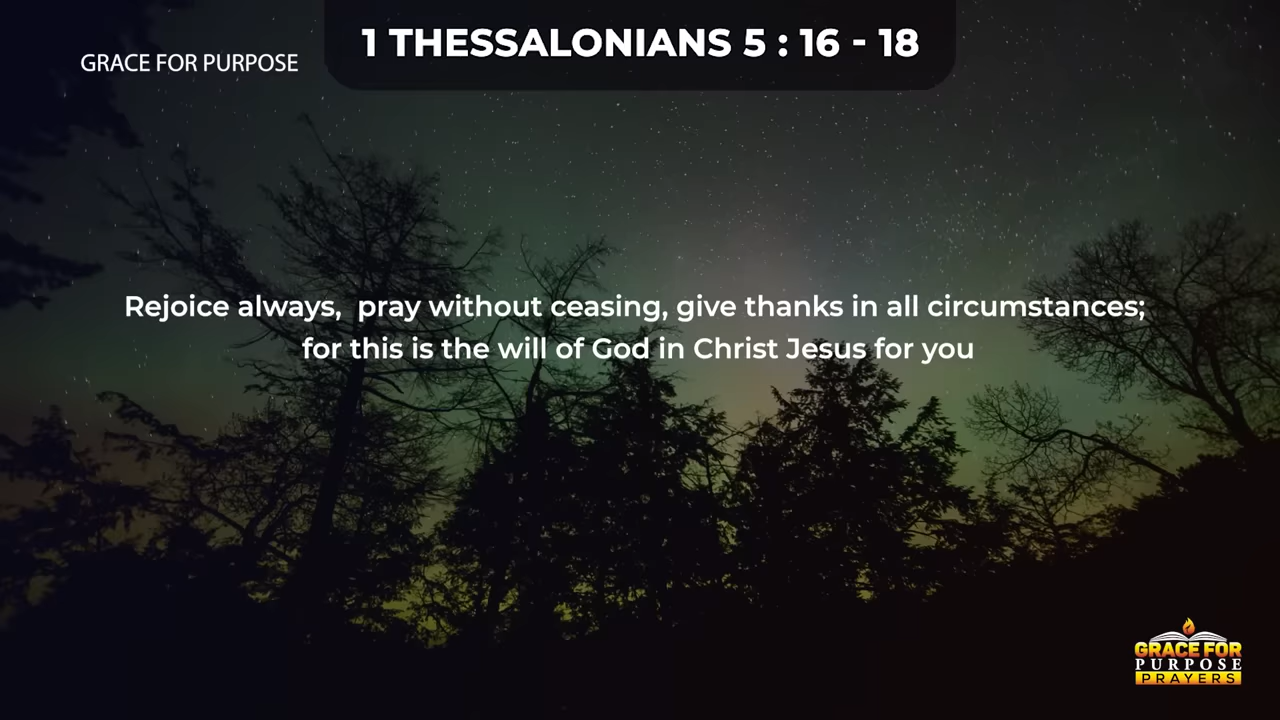 1 THESSALONIANS 5 : 16 - 18
GRACE FOR PURPOSE
Rejoice always,  pray without ceasing, give thanks in all circumstances;
for this is the will of God in Christ Jesus for you
GRACE FOR
PURPOSE
PRAYERS